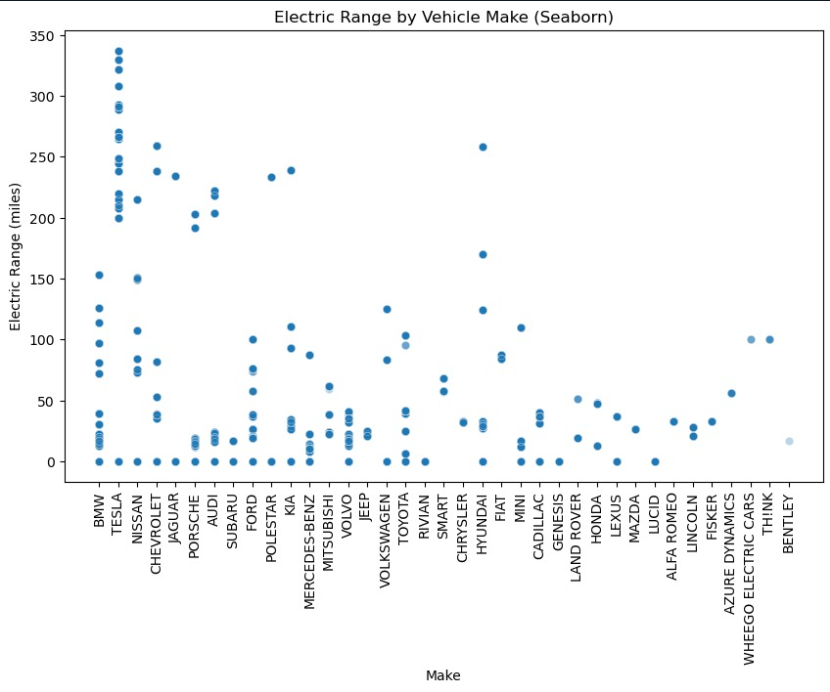 Electric Range by Vehicle Make (Seaborn)
Electric Range (miles)
350
300
250
200
150
100
50
0
BMW
TESLA
NISSAN
CHEVROLET
JAGUAR
PORSCHE
AUDI
SUBARU
FORD
POLESTAR
KIA
MERCEDES-BENZ
MITSUBISHI
VOLVO
JEEP
VOLKSWAGEN
TOYOTA
RIVIAN
SMART
CHRYSLER
HYUNDAI
FIAT
MINI
CADILLAC
GENESIS
LAND ROVER
HONDA
LEXUS
MAZDA
LUCID
ALFA ROMEO
LINCOLN
FISKER
AZURE DYNAMICS
WHEEGO ELECTRIC CARS
TH!NK
BENTLEY
Make